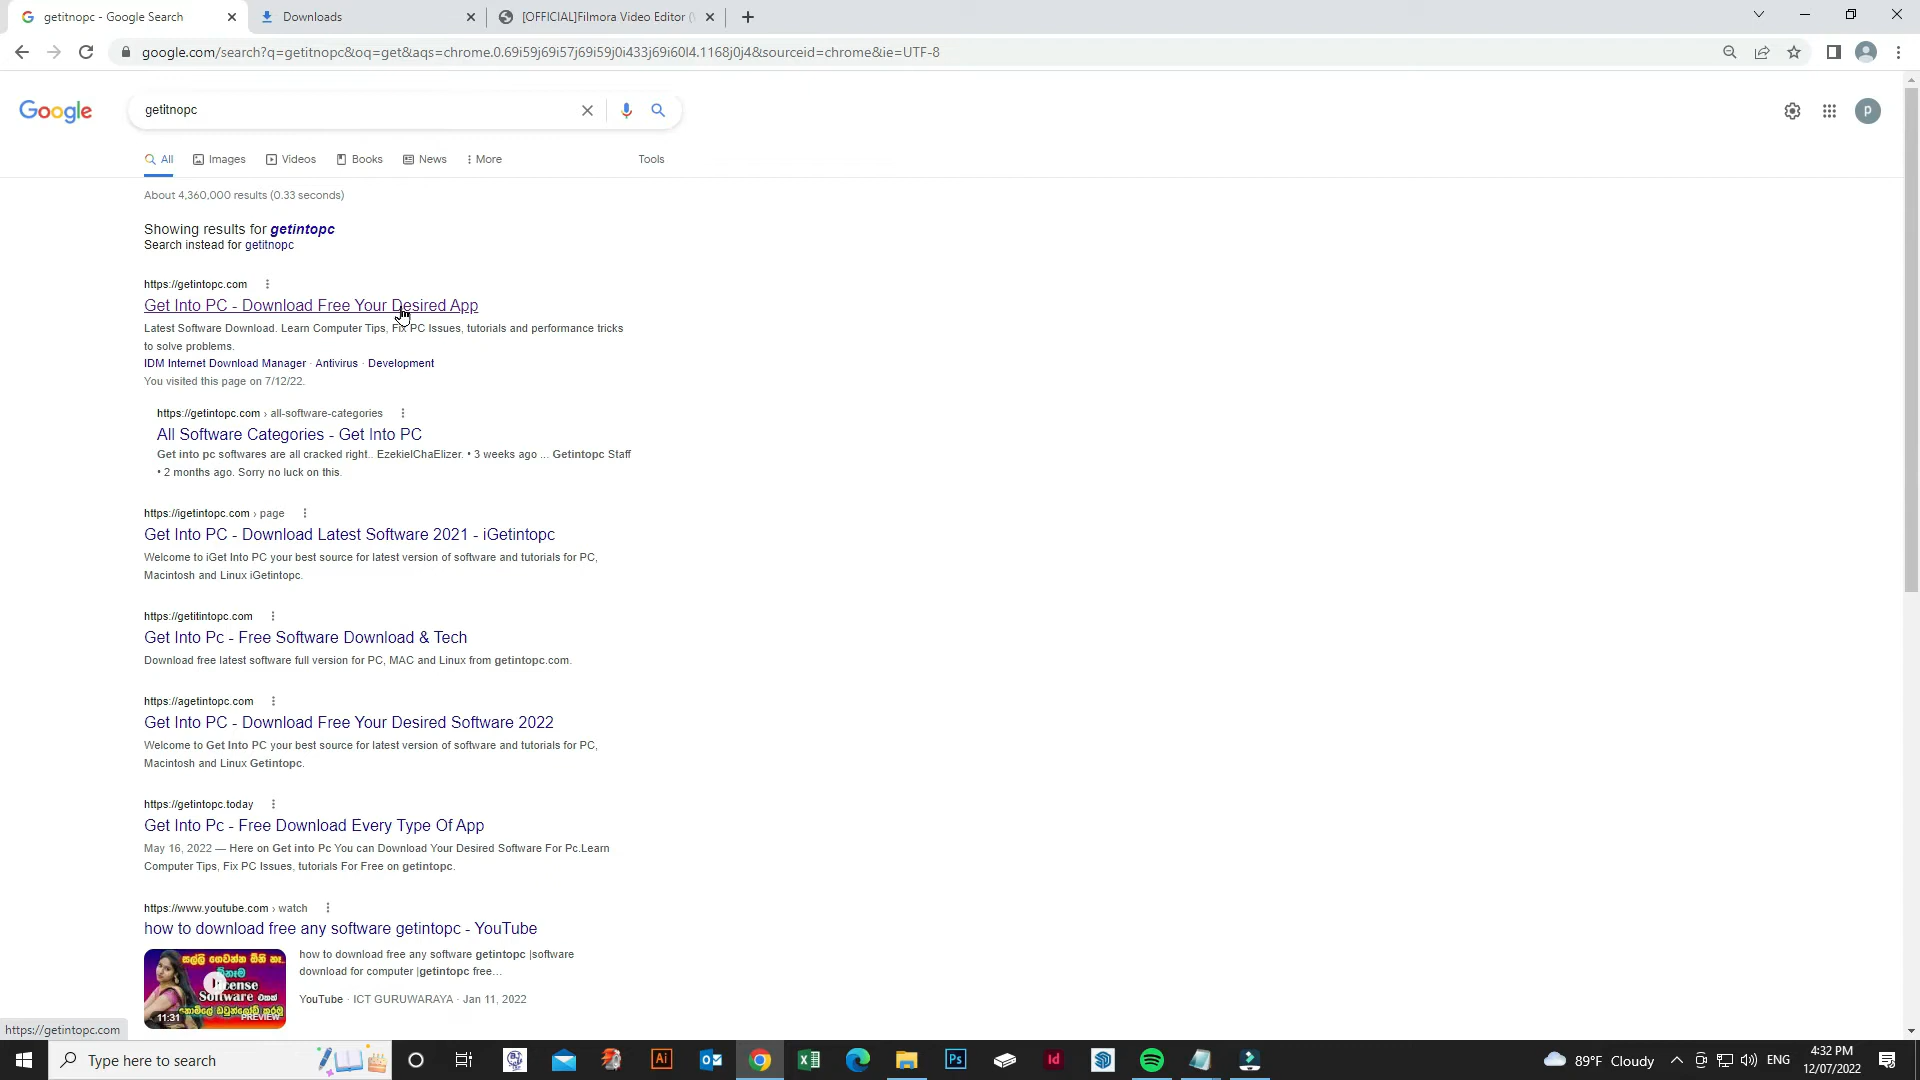 getitnopc - Google Search
Downloads
[OFFICIAL]Filmora Video Editor (
google.com/search?q=getitnopc&oq=get&aqs=chrome.0.69i59j69i57j69i59j0i433j69i60l4.1168j0j4&sourceid=chrome&ie=UTF-8
Google
getitnopc
p
All
Images
Videos
Books
News
More
Tools
About 4,360,000 results (0.33 seconds)
Showing results for getintopc
Search instead for getitnopc
https://getintopc.com
Get Into PC - Download Free Your Desired App
Latest Software Download. Learn Computer Tips, Fix PC Issues, tutorials and performance tricks
to solve problems.
IDM Internet Download Manager · Antivirus · Development
You visited this page on 7/12/22.
https://getintopc.com › all-software-categories
All Software Categories - Get Into PC
Get into pc softwares are all cracked right.. EzekielChaElizer. • 3 weeks ago ... Getintopc Staff
• 2 months ago. Sorry no luck on this.
https://igetintopc.com › page
Get Into PC - Download Latest Software 2021 - iGetintopc
Welcome to iGet Into PC your best source for latest version of software and tutorials for PC,
Macintosh and Linux iGetintopc.
https://getitintopc.com
Get Into Pc - Free Software Download & Tech
Download free latest software full version for PC, MAC and Linux from getintopc.com.
https://agetintopc.com
Get Into PC - Download Free Your Desired Software 2022
Welcome to Get Into PC your best source for latest version of software and tutorials for PC,
Macintosh and Linux Getintopc.
https://getintopc.today
Get Into Pc - Free Download Every Type Of App
May 16, 2022 — Here on Get into Pc You can Download Your Desired Software For Pc.Learn
Computer Tips, Fix PC Issues, tutorials For Free on getintopc.
https://www.youtube.com › watch
how to download free any software getintopc - YouTube
how to download free any software getintopc |software
download for computer |getintopc free...
YouTube · ICT GURUWARAYA · Jan 11, 2022
Software
11:31
PREVIEW
https://getintopc.com
Type here to search
Ai
Ps
Id
89°F Cloudy
ENG
4:32 PM
12/07/2022